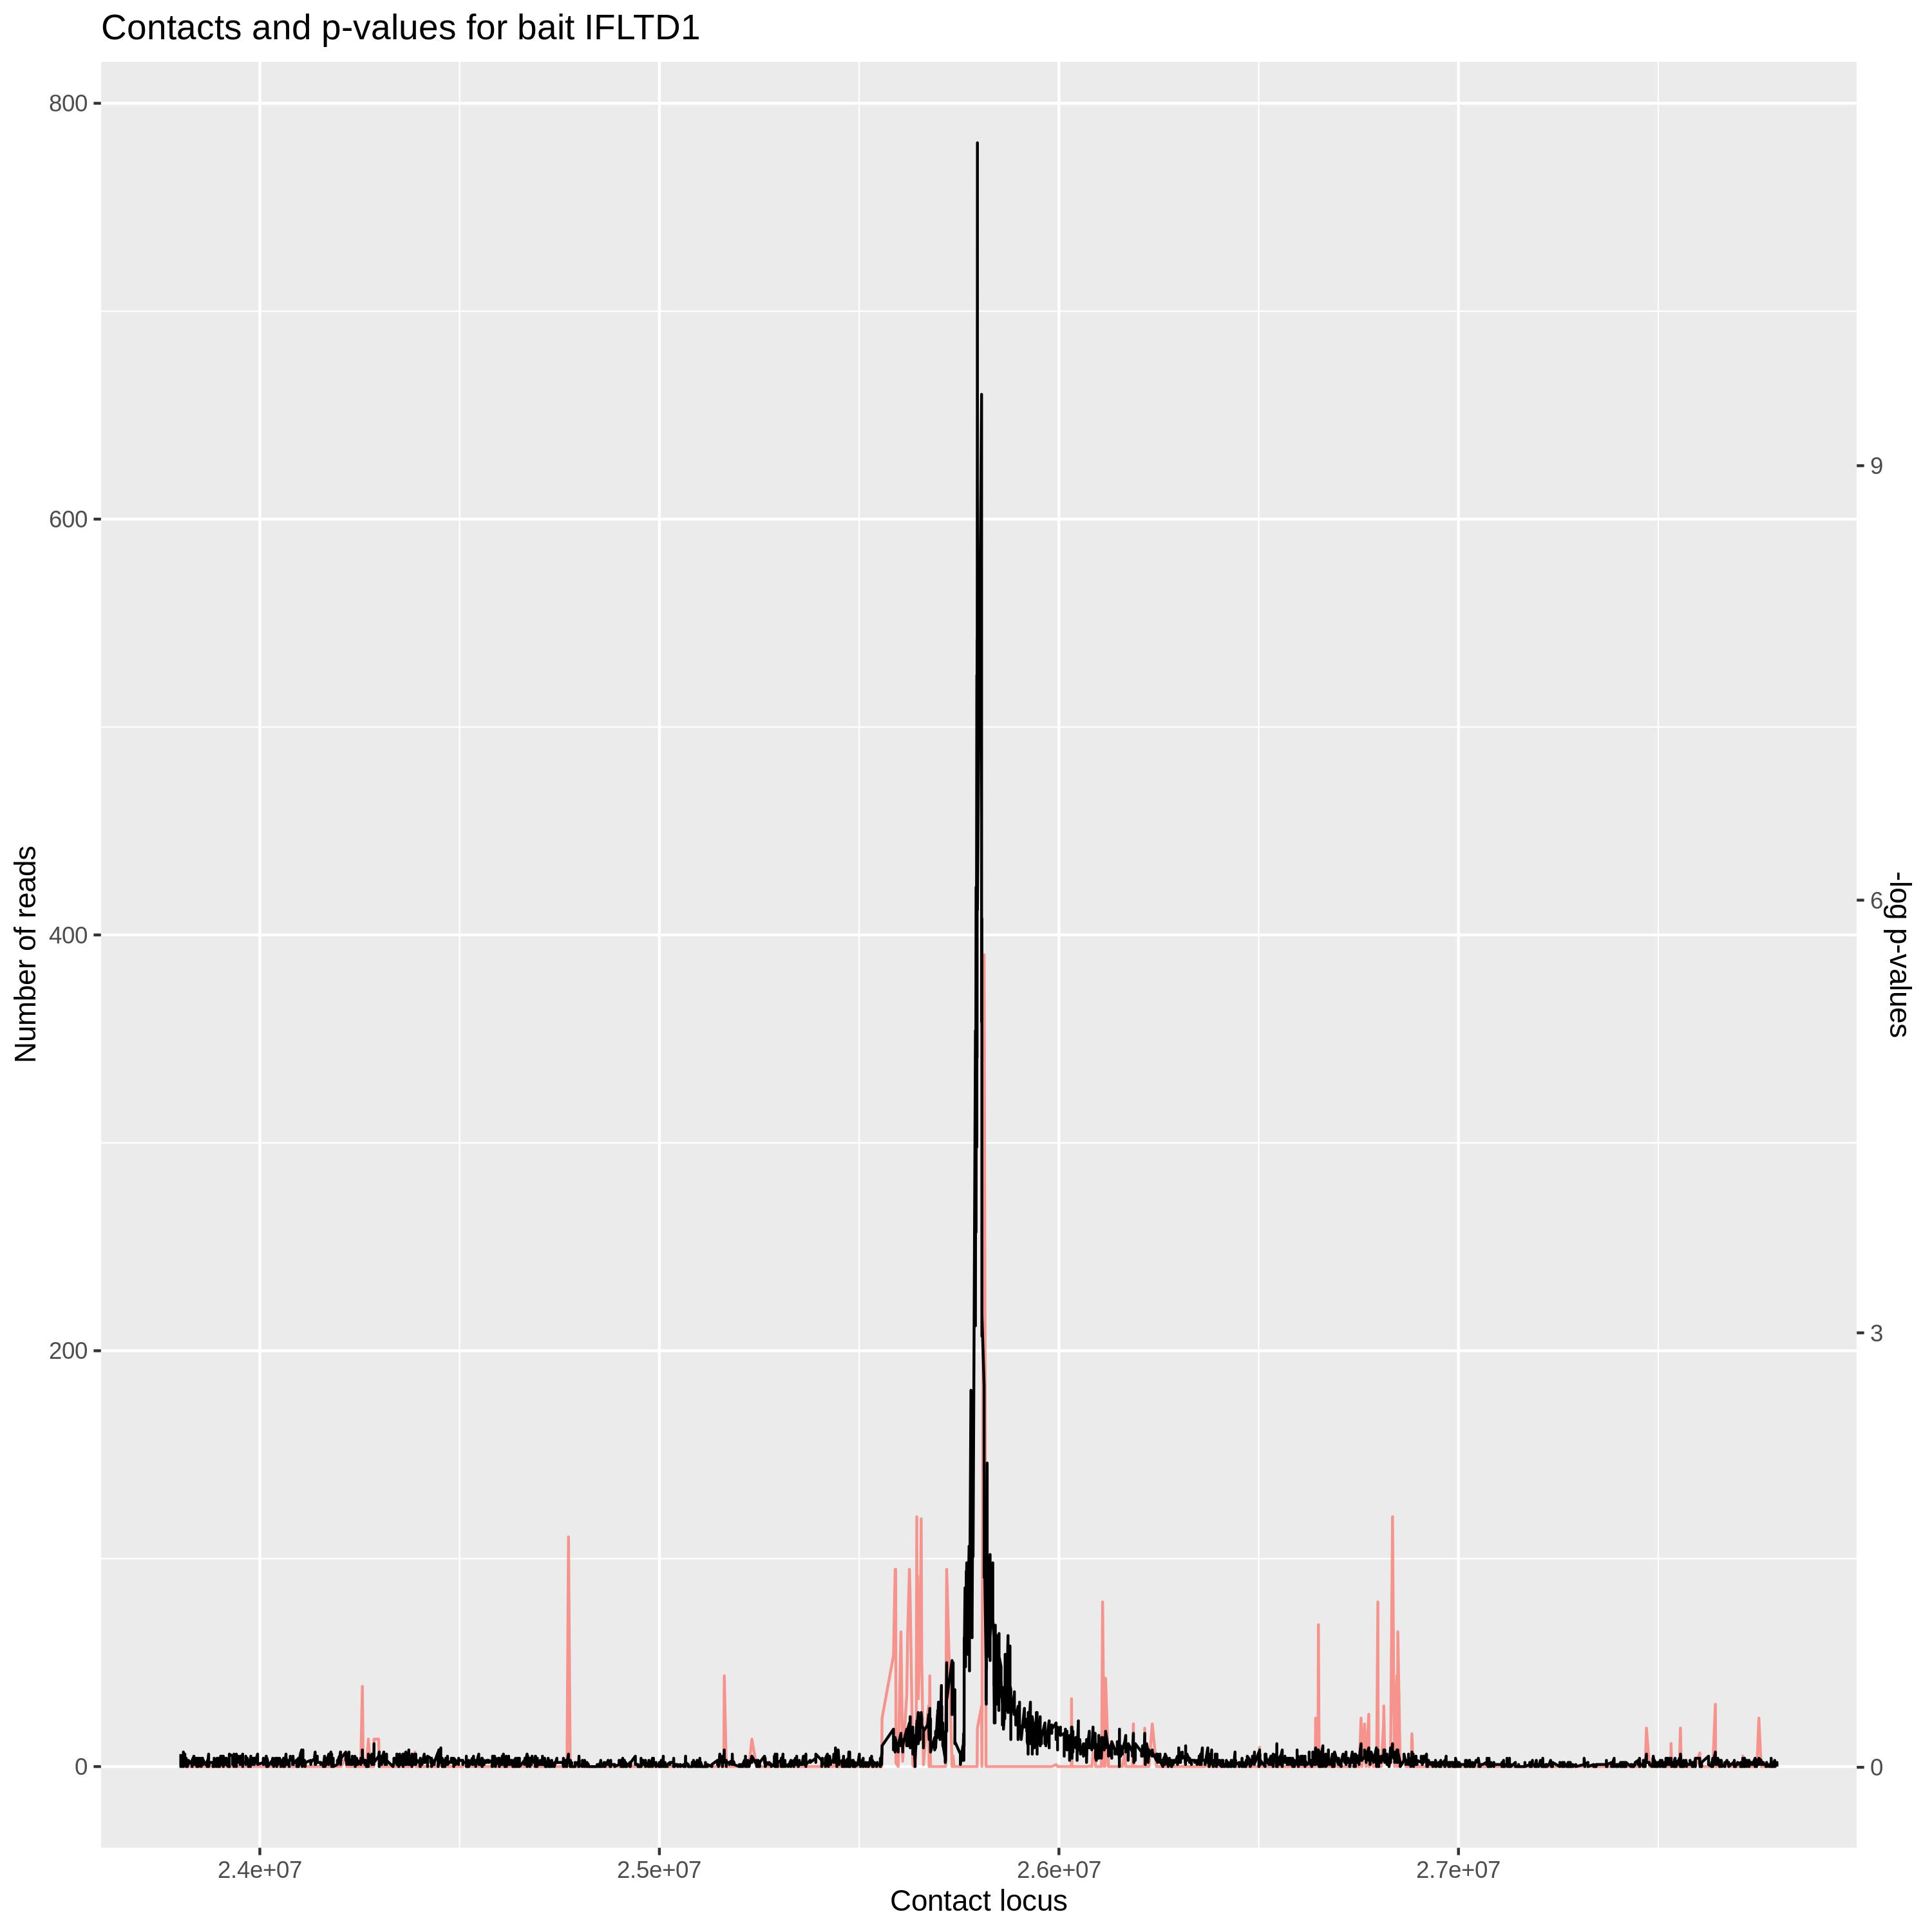 Contacts and p-values for bait IFLTD1
800
600
400
200
0
Number of reads
9
6
3
0
-log p-values
2.4e+07
2.5e+07
2.6e+07
2.7e+07
Contact locus